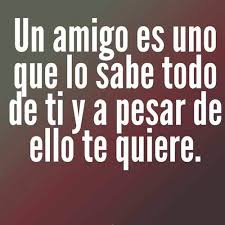 Un amigo es uno
que lo sabe todo
de ti y a pesar de
ello te quiere.